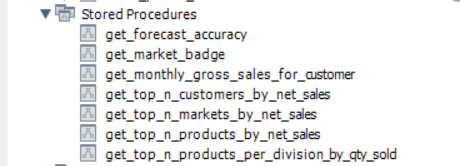 Stored Procedures
get_forecast_accuracy
get_market_badge
get_monthly_gross_sales_for_customer
get_top_n_customers_by_net_sales
get_top_n_markets_by_net_sales
get_top_n_products_by_net_sales
get_top_n_products_per_division_by_qty_sold